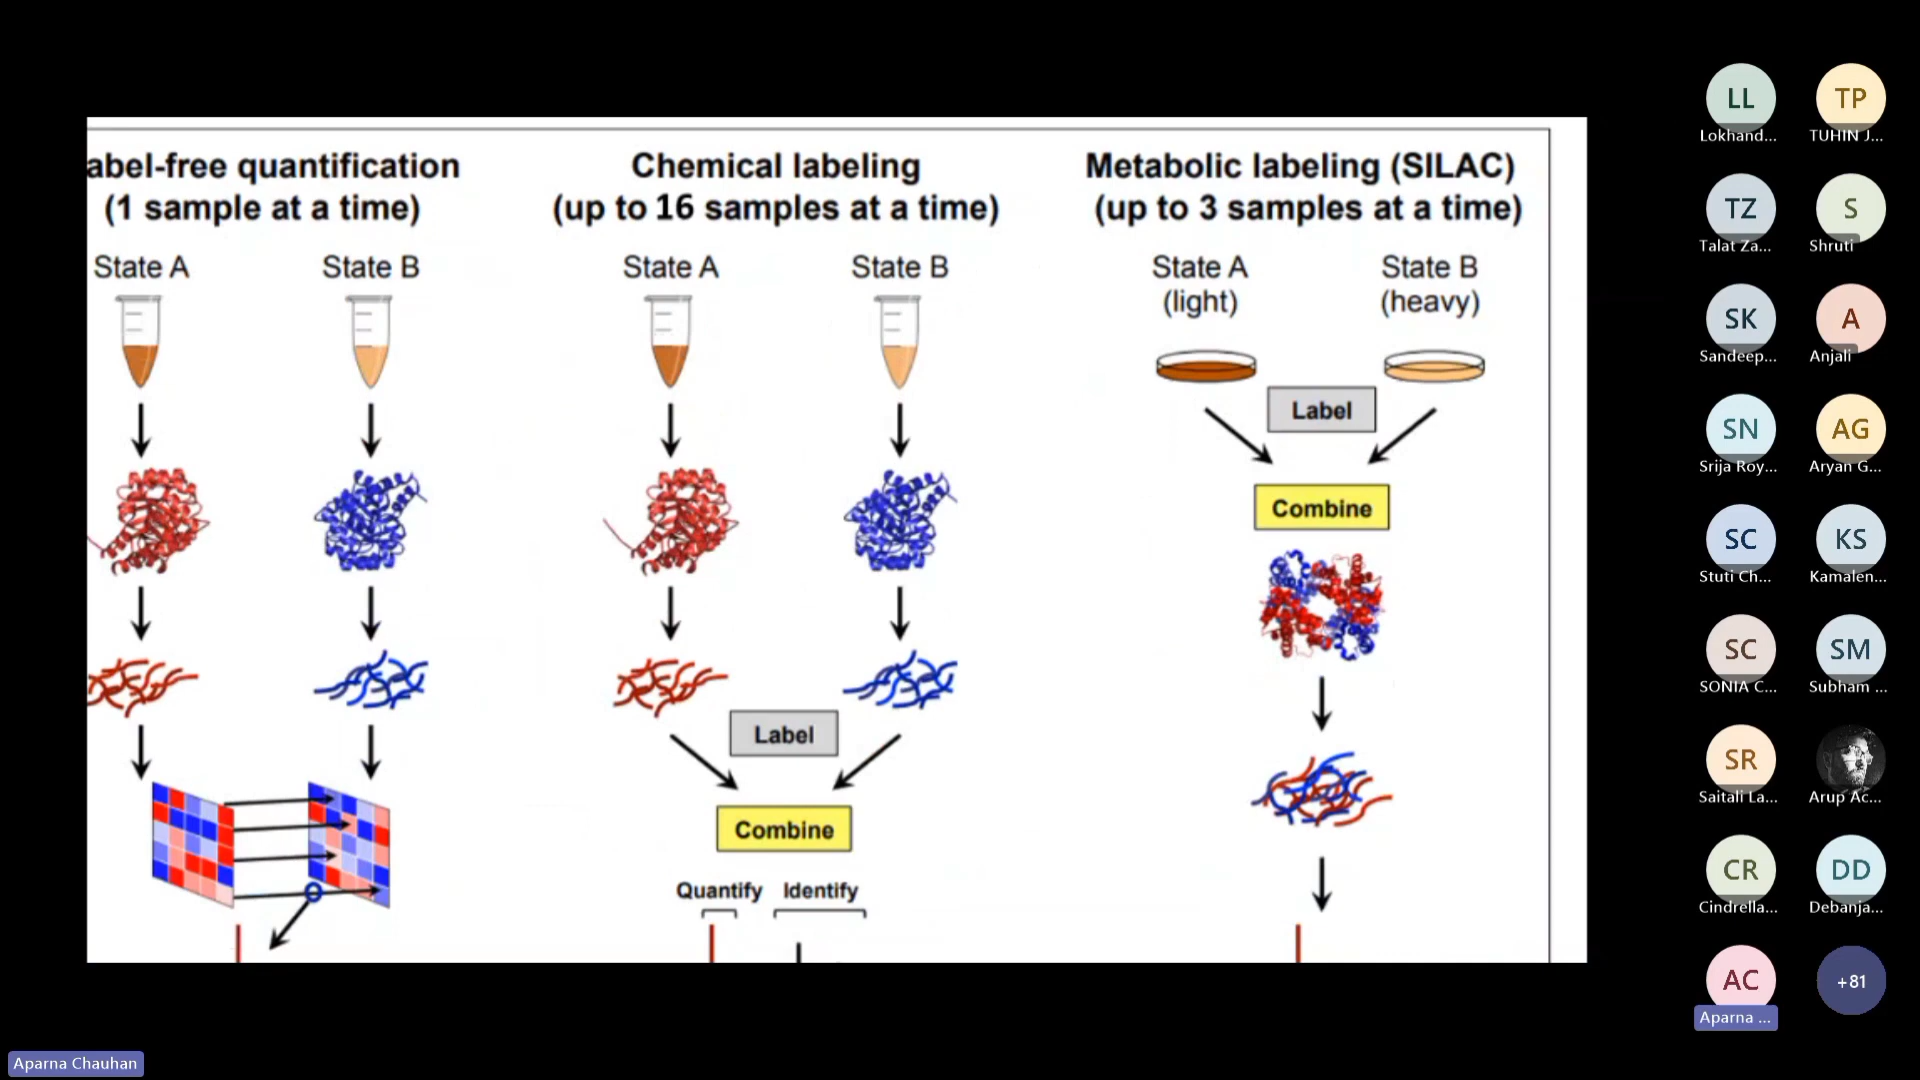 abel-free quantification
(1 sample at a time)
State A
State B
Chemical labeling
(up to 16 samples at a time)
State A
State B
Label
Combine
Quantify
Identify
Metabolic labeling (SILAC)
(up to 3 samples at a time)
State A
(light)
State B
(heavy)
Label
Combine
LL
Lokhand...
TP
TUHIN J...
TZ
Talat Za...
S
Shruti
SK
Sandeep...
A
Anjali
SN
Srija Roy...
AG
Aryan G...
SC
Stuti Ch...
KS
Kamalen...
SC
SONIA C...
SM
Subham ...
SR
Saitali La...
Arup Ac...
CR
Cindrella...
DD
Debanja...
AC
Aparna ...
+81
Aparna Chauhan